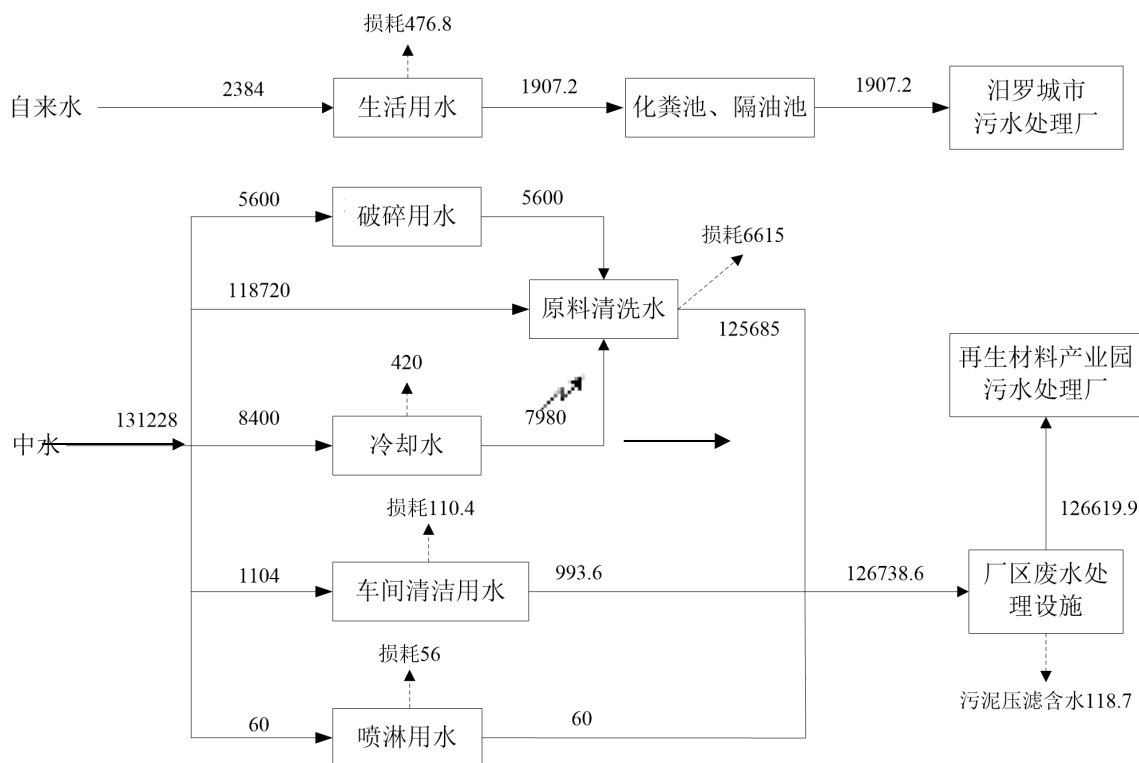 损耗476.8
自来水
2384
生活用水
1907.2
化粪池、隔油池
1907.2
汨罗城市
污水处理厂
5600
破碎用水
5600
损耗6615
118720
原料清洗水
125685
420
再生材料产业园
污水处理厂
中水
131228
8400
冷却水
7980
损耗110.4
126619.9
1104
车间清洁用水
993.6
126738.6
厂区废水处
理设施
损耗56
污泥压滤含水118.7
60
喷淋用水
60